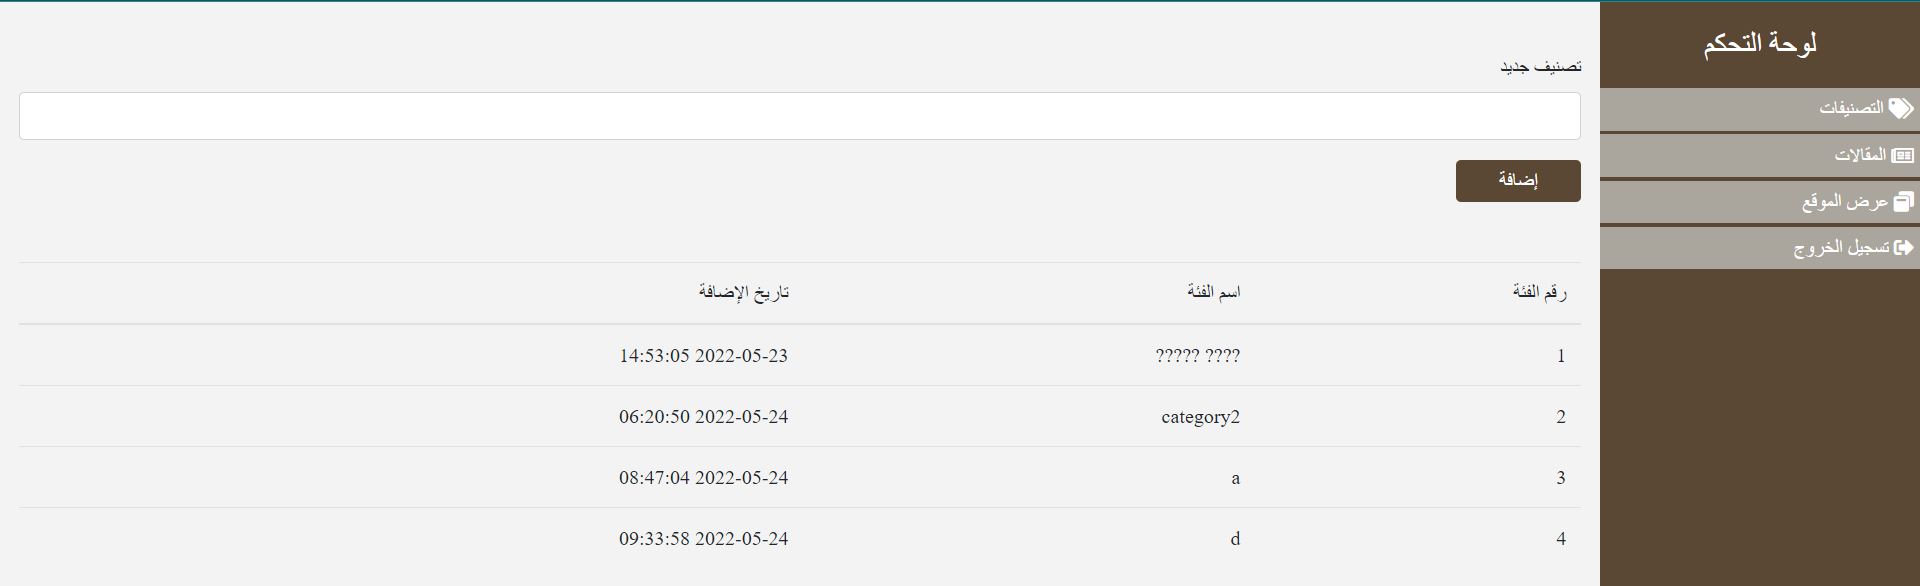 لوحة التحكم
التصنيفات
المقالات
عرض الموقع
تسجيل الخروج
تصنيف جديد
إضافة
رقم الفئة اسم الفئة تاريخ الإضافة
1 ????? ???? 2022-05-23 14:53:05
2 category2 2022-05-24 06:20:50
3 a 2022-05-24 08:47:04
4 d 2022-05-24 09:33:58